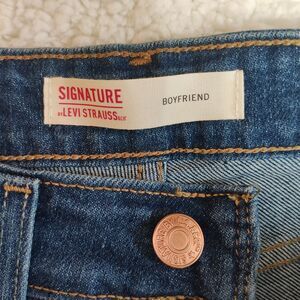 SIGNATURE
BY LEVI STRAUSS & CO.
BOYFRIEND